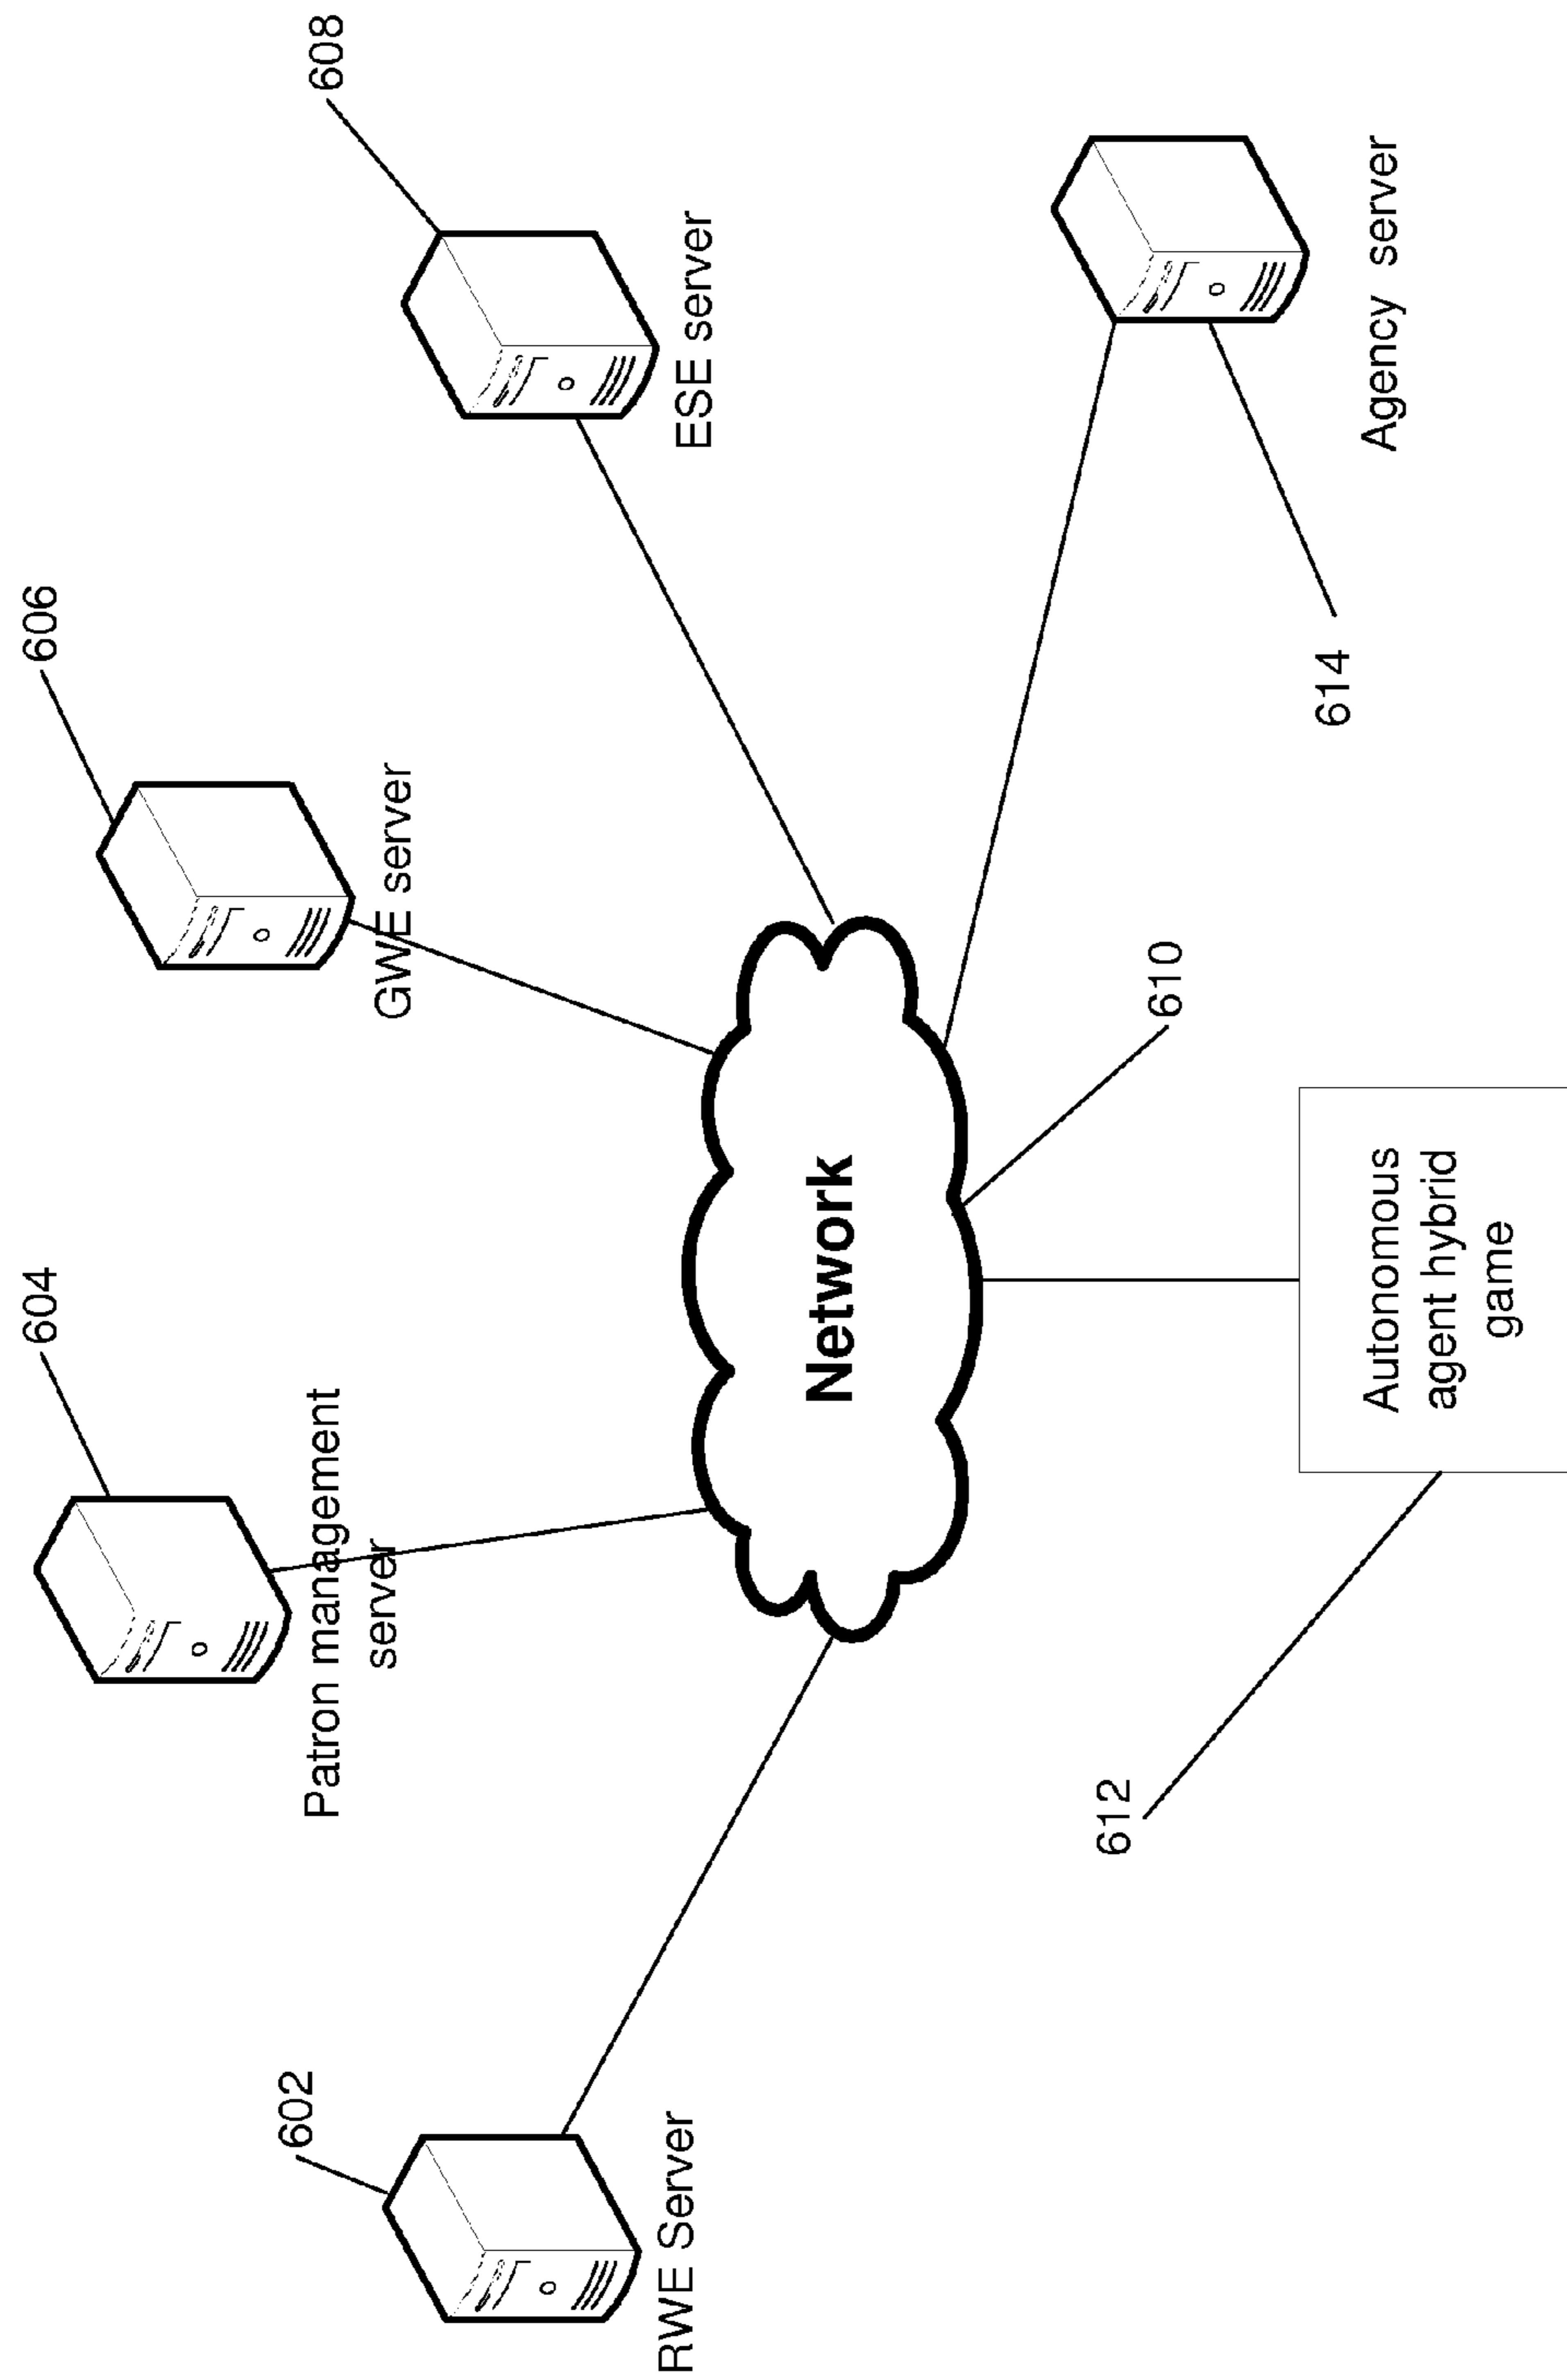 604
606
608
602
Patron management
server
GWE server
ESE server
RWE Server
Network
612
610
614
Autonomous
agent hybrid
game
Agency server